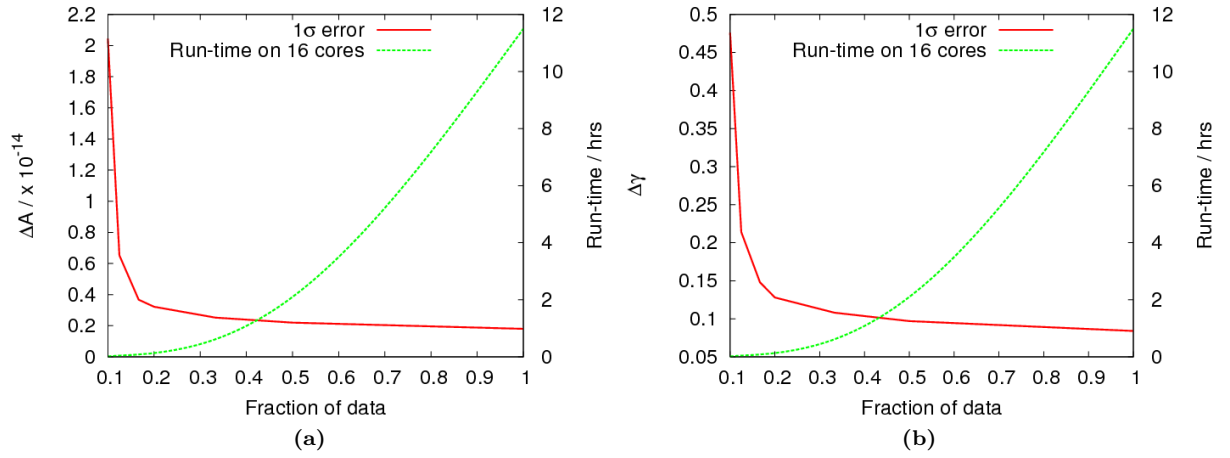 1σ error
Run-time on 16 cores
ΔA / x 10^-14
2.2
2
1.8
1.6
1.4
1.2
1
0.8
0.6
0.4
0.2
0
12
10
8
6
4
2
0
Run-time / hrs
0.1 0.2 0.3 0.4 0.5 0.6 0.7 0.8 0.9 1
Fraction of data
(a)
1σ error
Run-time on 16 cores
Δγ
0.5
0.45
0.4
0.35
0.3
0.25
0.2
0.15
0.1
0.05
12
10
8
6
4
2
0
Run-time / hrs
0.1 0.2 0.3 0.4 0.5 0.6 0.7 0.8 0.9 1
Fraction of data
(b)